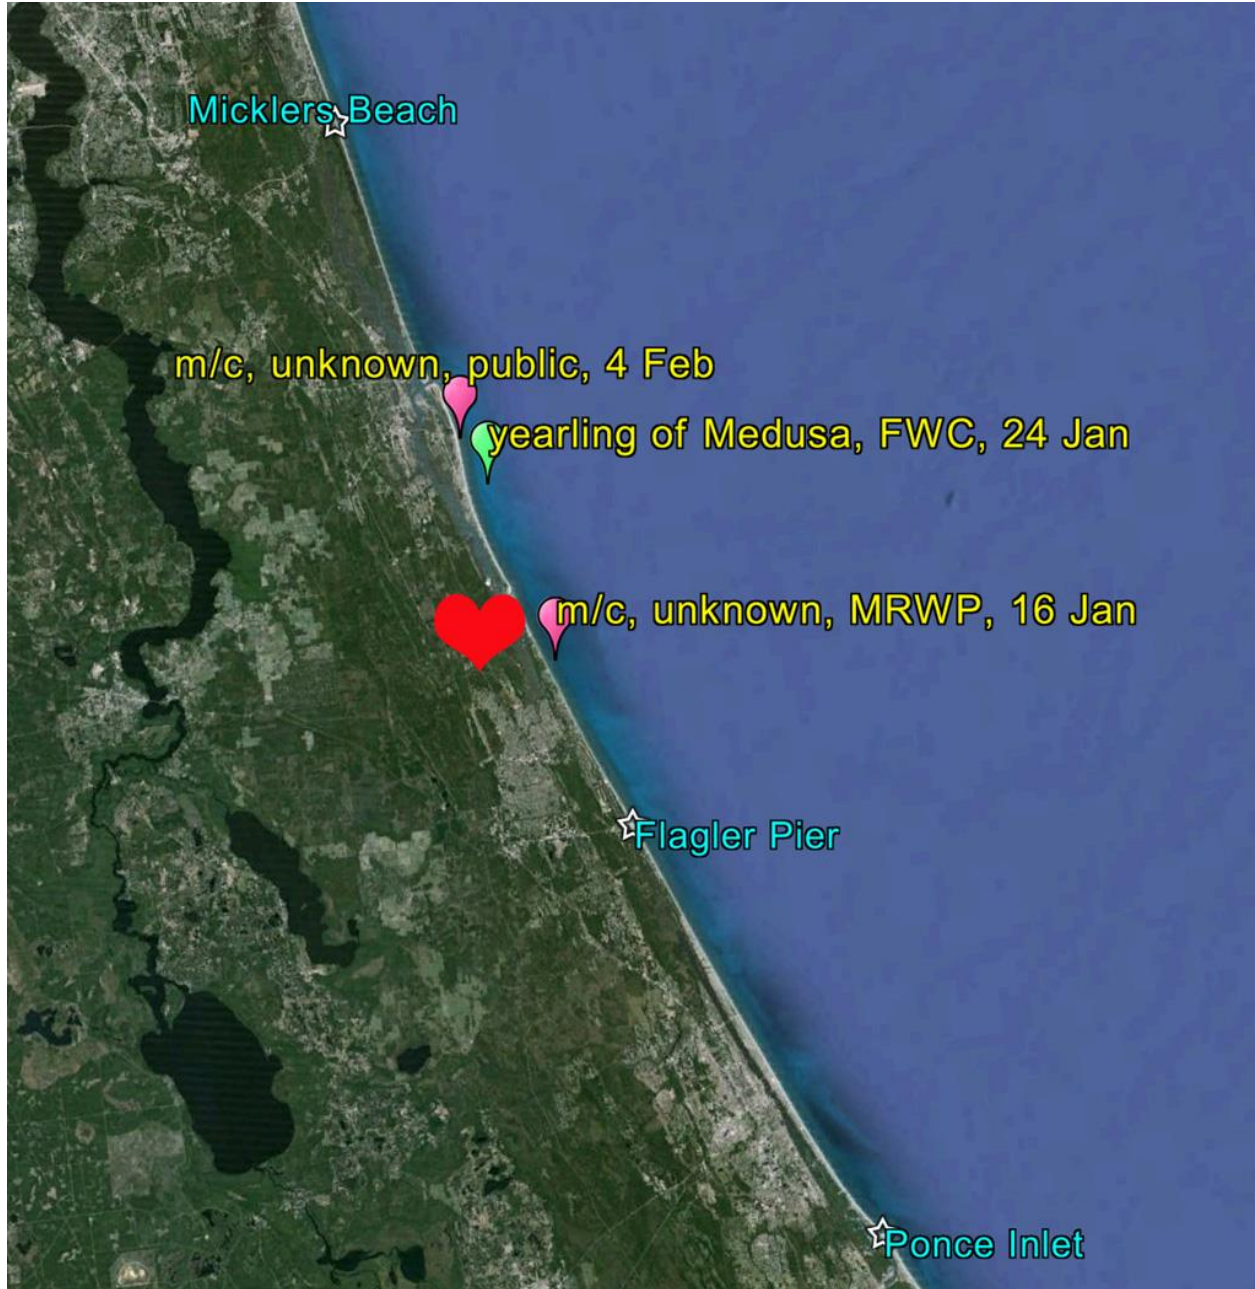 Micklers Beach
m/c, unknown, public, 4 Feb
yearling of Medusa, FWC, 24 Jan
m/c, unknown, MRWP, 16 Jan
Flagler Pier
Ponce Inlet